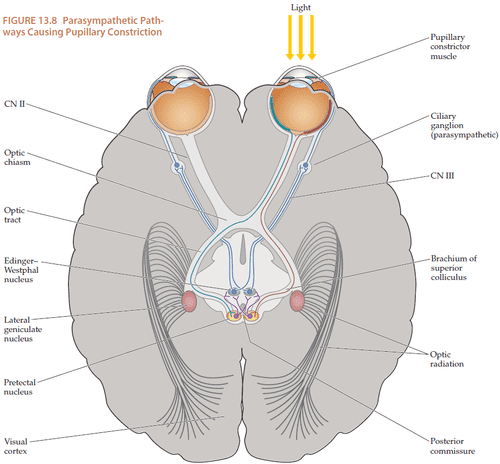 FIGURE 13.8 Parasympathetic Path-
ways Causing Pupillary Constriction
Light
Pupillary
constrictor
muscle
CN II
Ciliary
ganglion
(parasympathetic)
Optic
chiasm
CN III
Optic
tract
Edinger–
Westphal
nucleus
Brachium of
superior
colliculus
Lateral
geniculate
nucleus
Optic
radiation
Pretectal
nucleus
Visual
cortex
Posterior
commissure